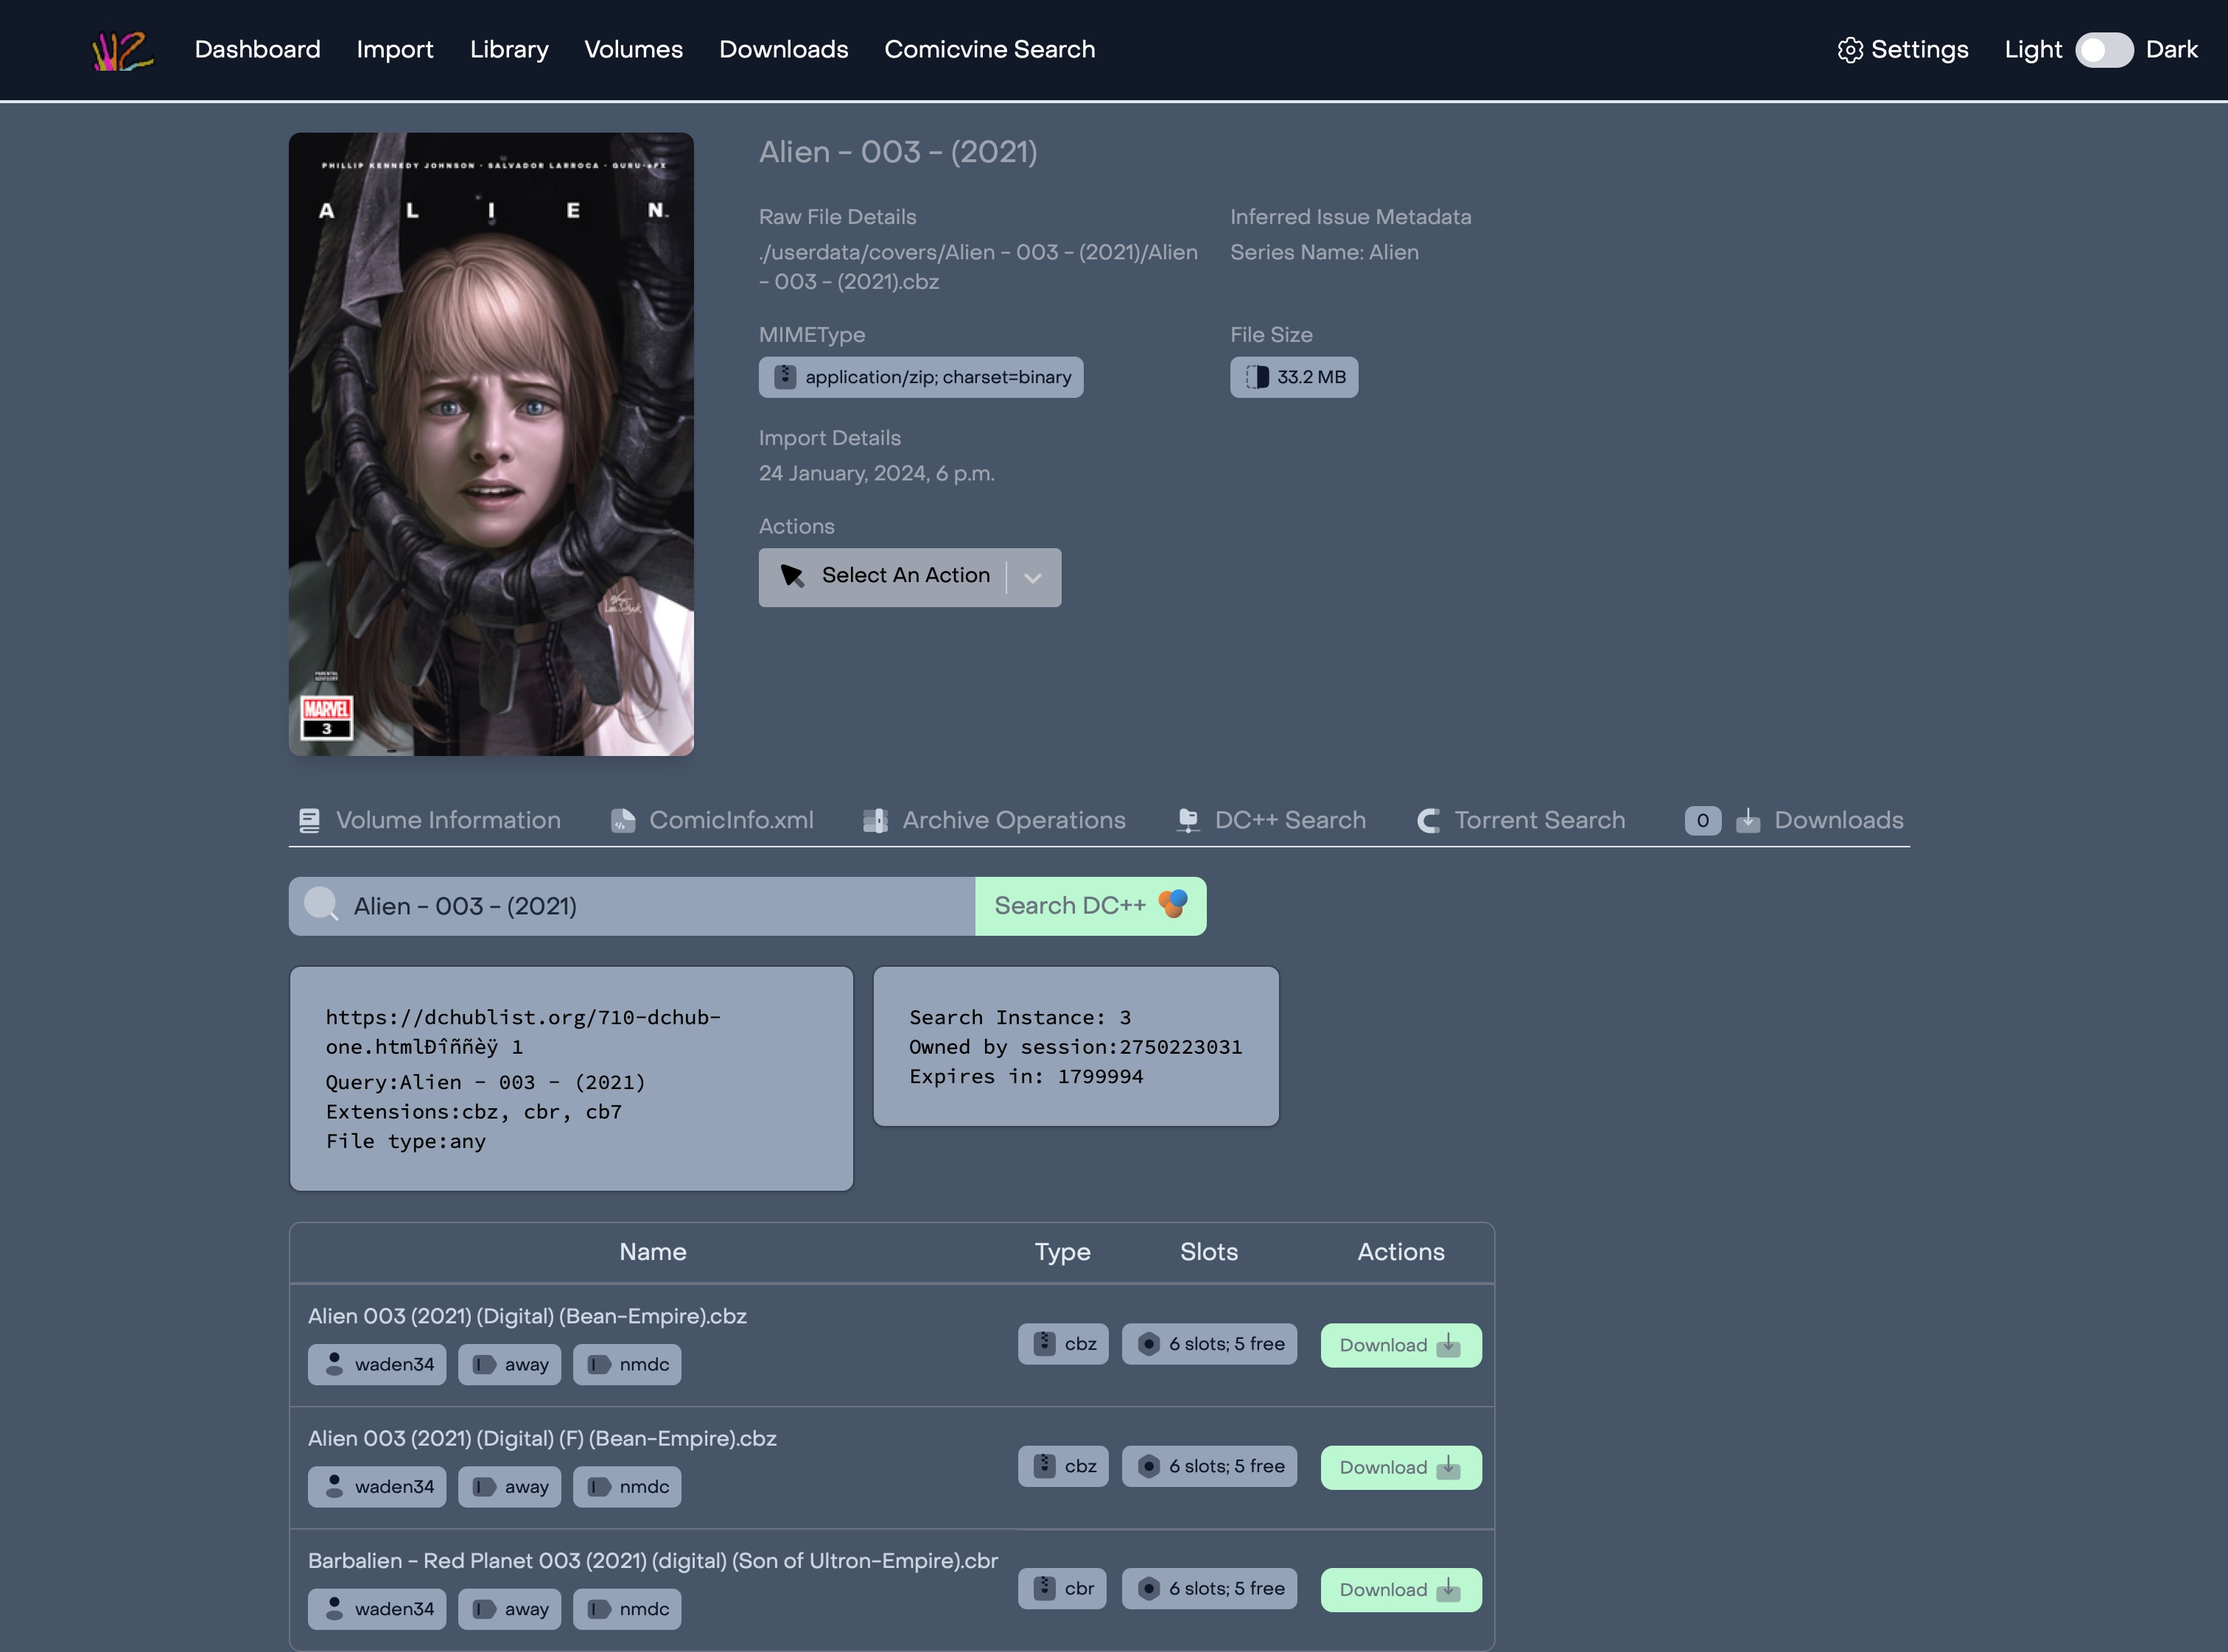 Dashboard Import Library Volumes Downloads Comicvine Search Settings Light Dark
PHILLIP KENNEDY JOHNSON · SALVADOR LARROCA · GURU-eFX
A L I E N
MARVEL
3
Alien - 003 - (2021)
Raw File Details
./userdata/covers/Alien - 003 - (2021)/Alien
- 003 - (2021).cbz
Inferred Issue Metadata
Series Name: Alien
MIMEType
application/zip; charset=binary
File Size
33.2 MB
Import Details
24 January, 2024, 6 p.m.
Actions
Select An Action
Volume Information ComicInfo.xml Archive Operations DC++ Search Torrent Search 0 Downloads
Alien - 003 - (2021) Search DC++
https://dchublist.org/710-dchub-
one.htmlÐîññèÿ 1
Query:Alien - 003 - (2021)
Extensions:cbz, cbr, cb7
File type:any
Search Instance: 3
Owned by session:2750223031
Expires in: 1799994
Name Type Slots Actions
Alien 003 (2021) (Digital) (Bean-Empire).cbz
waden34 away nmdc
cbz 6 slots; 5 free Download
Alien 003 (2021) (Digital) (F) (Bean-Empire).cbz
waden34 away nmdc
cbz 6 slots; 5 free Download
Barbalien - Red Planet 003 (2021) (digital) (Son of Ultron-Empire).cbr
waden34 away nmdc
cbr 6 slots; 5 free Download